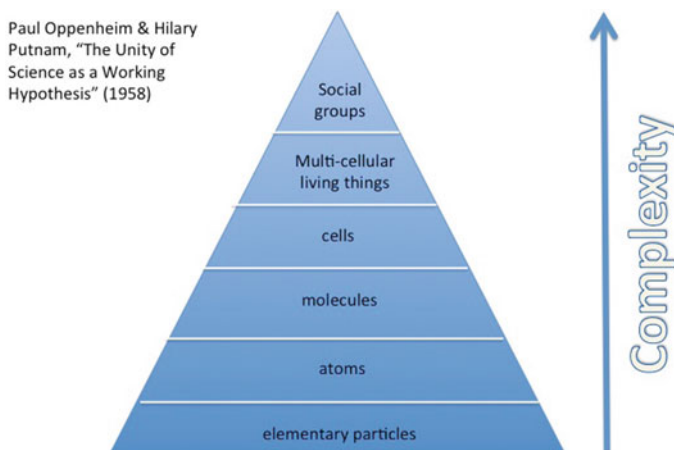 Paul Oppenheim & Hilary
Putnam, “The Unity of
Science as a Working
Hypothesis” (1958)
Social
groups
Multi-cellular
living things
cells
molecules
atoms
elementary particles
Complexity